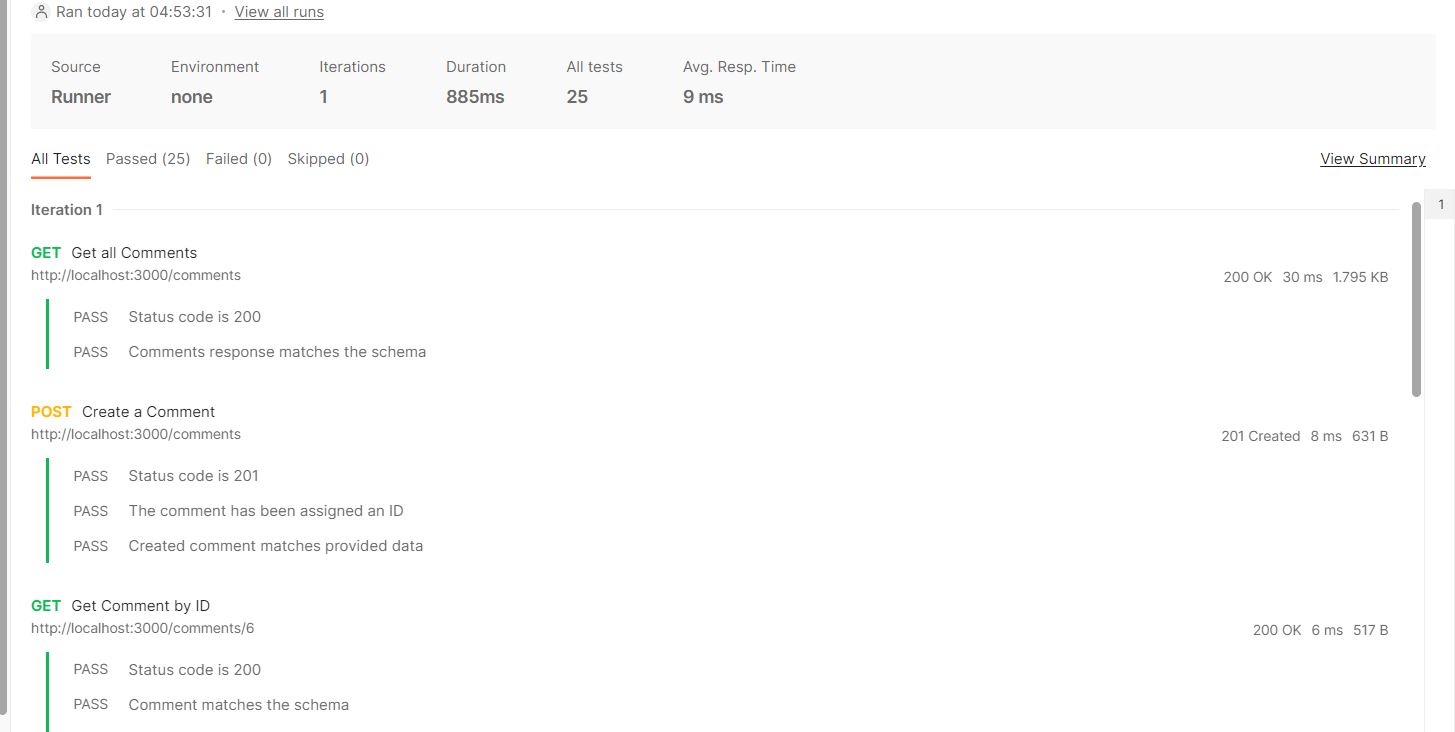 Ran today at 04:53:31 · View all runs
Source Environment Iterations Duration All tests Avg. Resp. Time
Runner none 1 885ms 25 9 ms
All Tests Passed (25) Failed (0) Skipped (0) View Summary
Iteration 1 1
GET Get all Comments
http://localhost:3000/comments 200 OK 30 ms 1.795 KB
PASS Status code is 200
PASS Comments response matches the schema
POST Create a Comment
http://localhost:3000/comments 201 Created 8 ms 631 B
PASS Status code is 201
PASS The comment has been assigned an ID
PASS Created comment matches provided data
GET Get Comment by ID
http://localhost:3000/comments/6 200 OK 6 ms 517 B
PASS Status code is 200
PASS Comment matches the schema